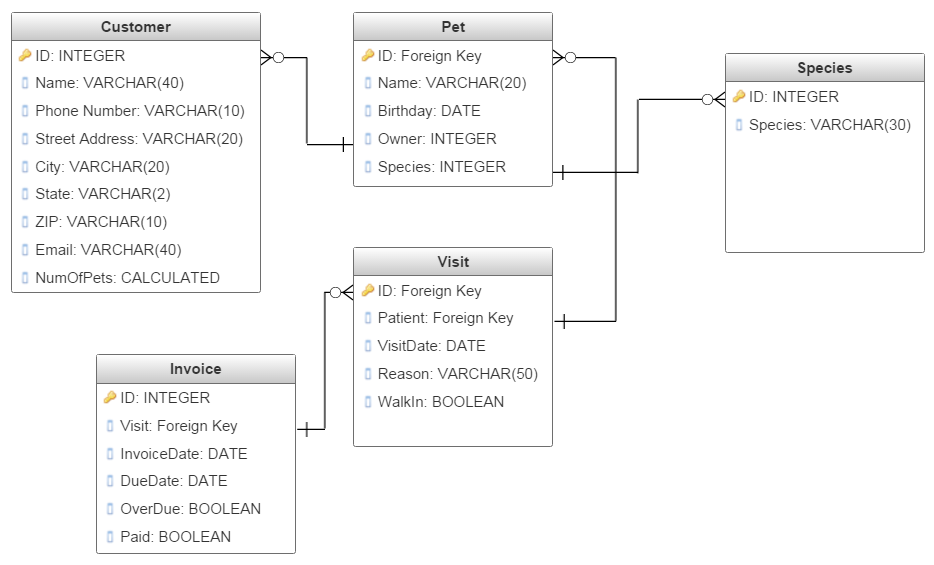 Customer
ID: INTEGER
Name: VARCHAR(40)
Phone Number: VARCHAR(10)
Street Address: VARCHAR(20)
City: VARCHAR(20)
State: VARCHAR(2)
ZIP: VARCHAR(10)
Email: VARCHAR(40)
NumOfPets: CALCULATED
Pet
ID: Foreign Key
Name: VARCHAR(20)
Birthday: DATE
Owner: INTEGER
Species: INTEGER
Species
ID: INTEGER
Species: VARCHAR(30)
Visit
ID: Foreign Key
Patient: Foreign Key
VisitDate: DATE
Reason: VARCHAR(50)
WalkIn: BOOLEAN
Invoice
ID: INTEGER
Visit: Foreign Key
InvoiceDate: DATE
DueDate: DATE
OverDue: BOOLEAN
Paid: BOOLEAN